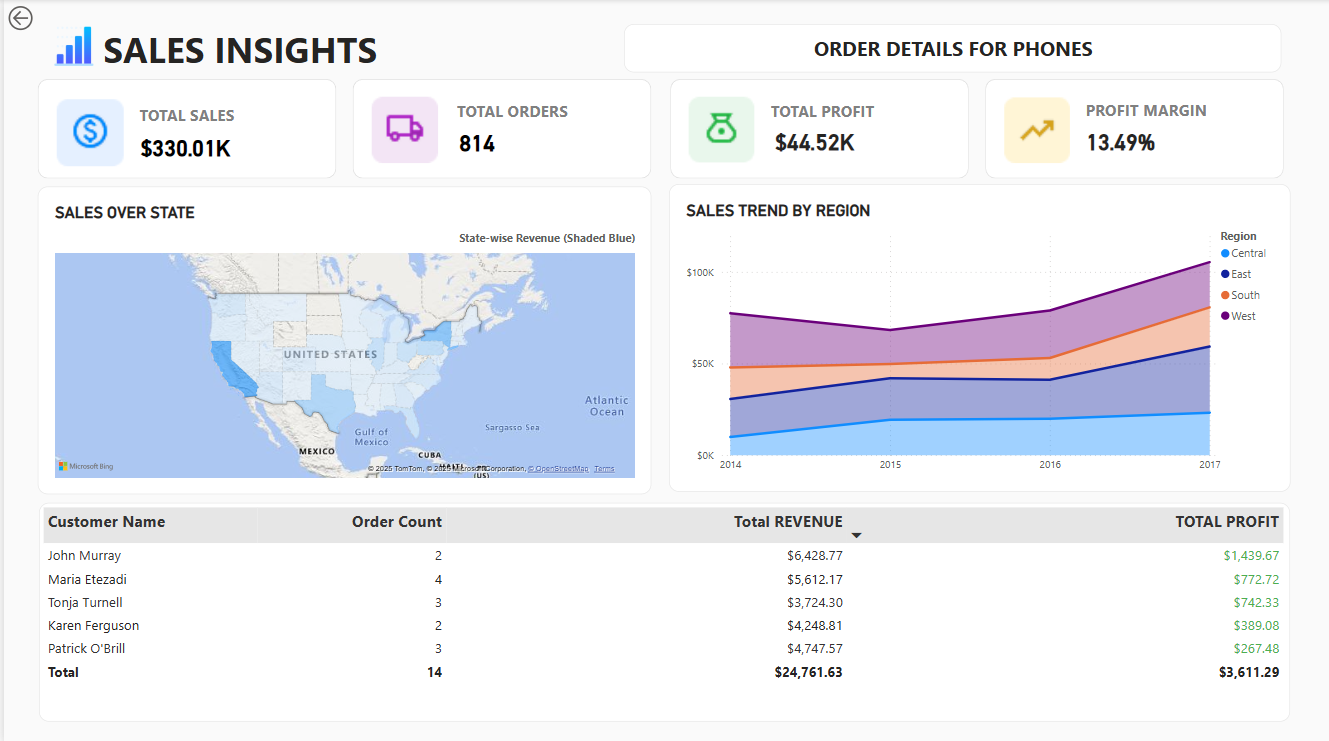 SALES INSIGHTS
ORDER DETAILS FOR PHONES
TOTAL SALES
$330.01K
TOTAL ORDERS
814
TOTAL PROFIT
$44.52K
PROFIT MARGIN
13.49%
SALES OVER STATE
State-wise Revenue (Shaded Blue)
UNITED STATES
Atlantic
Ocean
Sargasso Sea
Gulf of
Mexico
MEXICO
CUBA
HAITI
(US)
Microsoft Bing
© 2025 TomTom, © 2025 Microsoft Corporation, © OpenStreetMap Terms
SALES TREND BY REGION
Region
Central
East
South
West
$100K
$50K
$0K
2014 2015 2016 2017
Customer Name Order Count Total REVENUE TOTAL PROFIT
John Murray 2 $6,428.77 $1,439.67
Maria Etezadi 4 $5,612.17 $772.72
Tonja Turnell 3 $3,724.30 $742.33
Karen Ferguson 2 $4,248.81 $389.08
Patrick O'Brill 3 $4,747.57 $267.48
Total 14 $24,761.63 $3,611.29